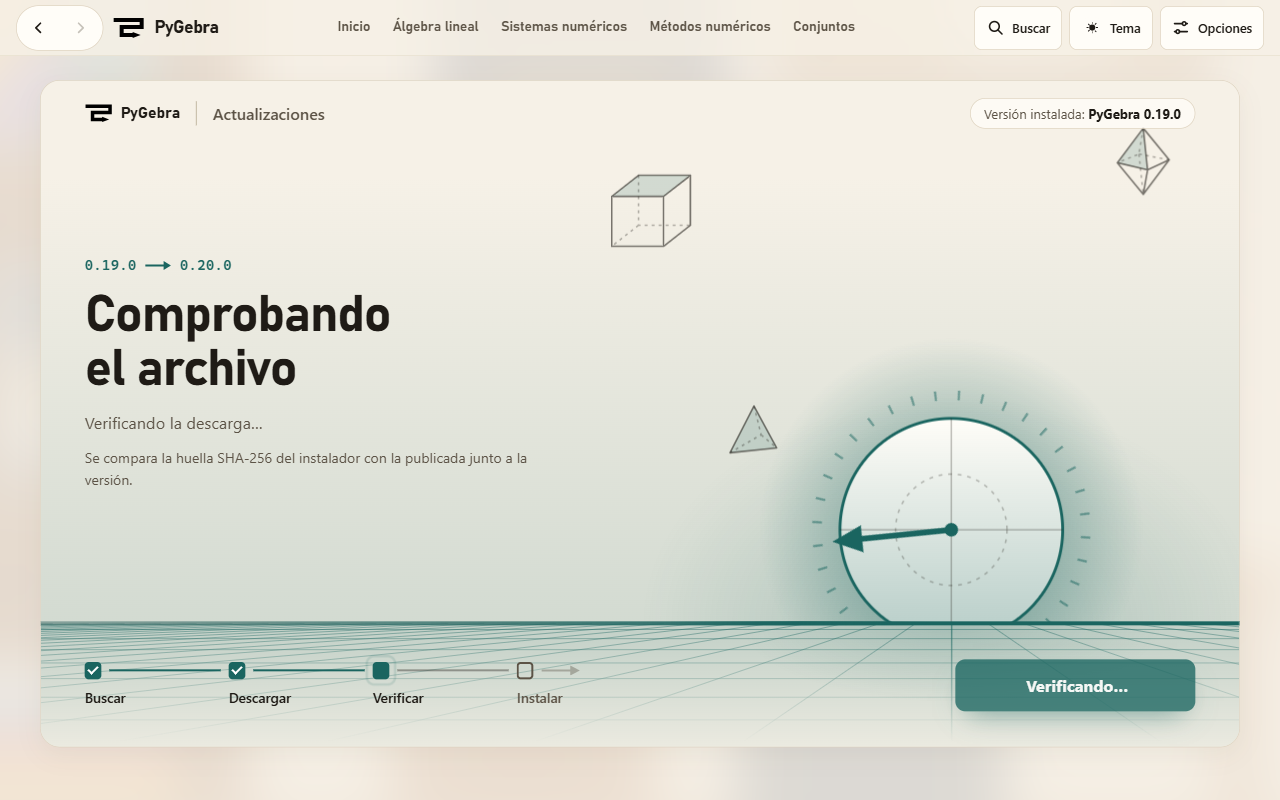 PyGebra
Inicio Álgebra lineal Sistemas numéricos Métodos numéricos Conjuntos
Buscar Tema Opciones
PyGebra Actualizaciones
Versión instalada: PyGebra 0.19.0
0.19.0 0.20.0
Comprobando
el archivo
Verificando la descarga...
Se compara la huella SHA-256 del instalador con la publicada junto a la
versión.
Buscar Descargar Verificar Instalar
Verificando...